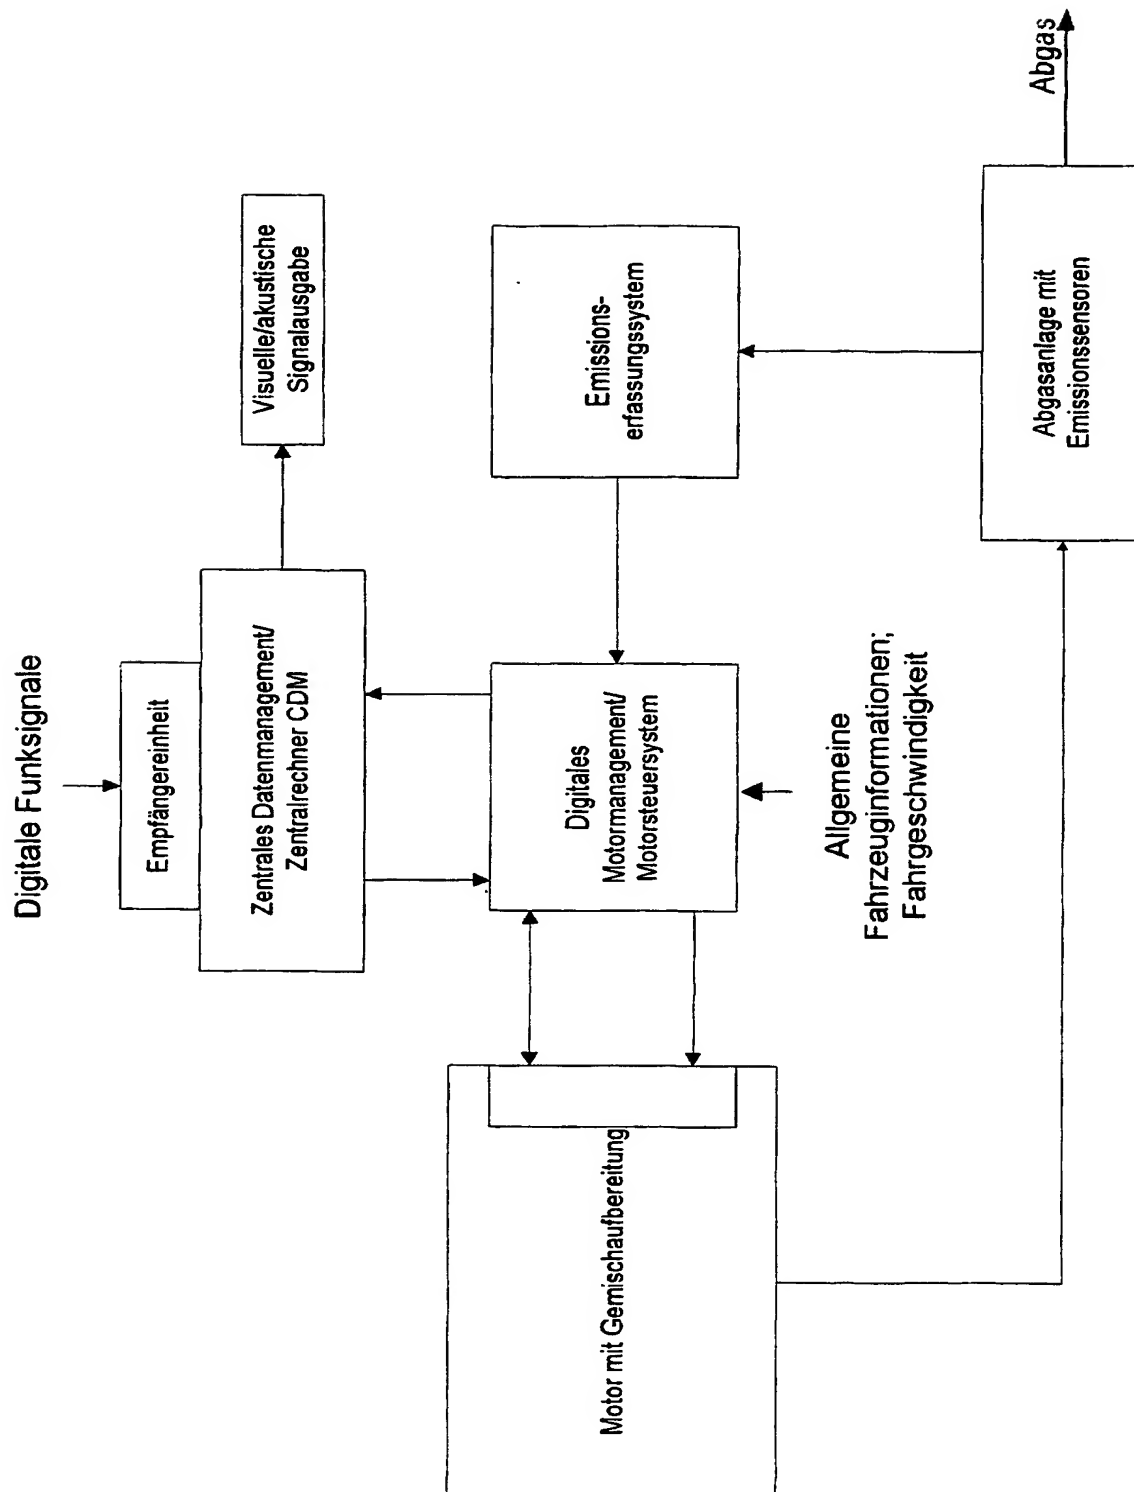 Digitale Funksignale
Empfängereinheit
Zentrales Datenmanagement/
Zentralrechner CDM
Visuelle/akustische
Signalausgabe
Motor mit Gemischaufbereitung
Digitales
Motormanagement/
Motorsteuersystem
Emissions-
erfassungssystem
Allgemeine
Fahrzeuginformationen;
Fahrgeschwindigkeit
Abgasanlage mit
Emissionssensoren
Abgas